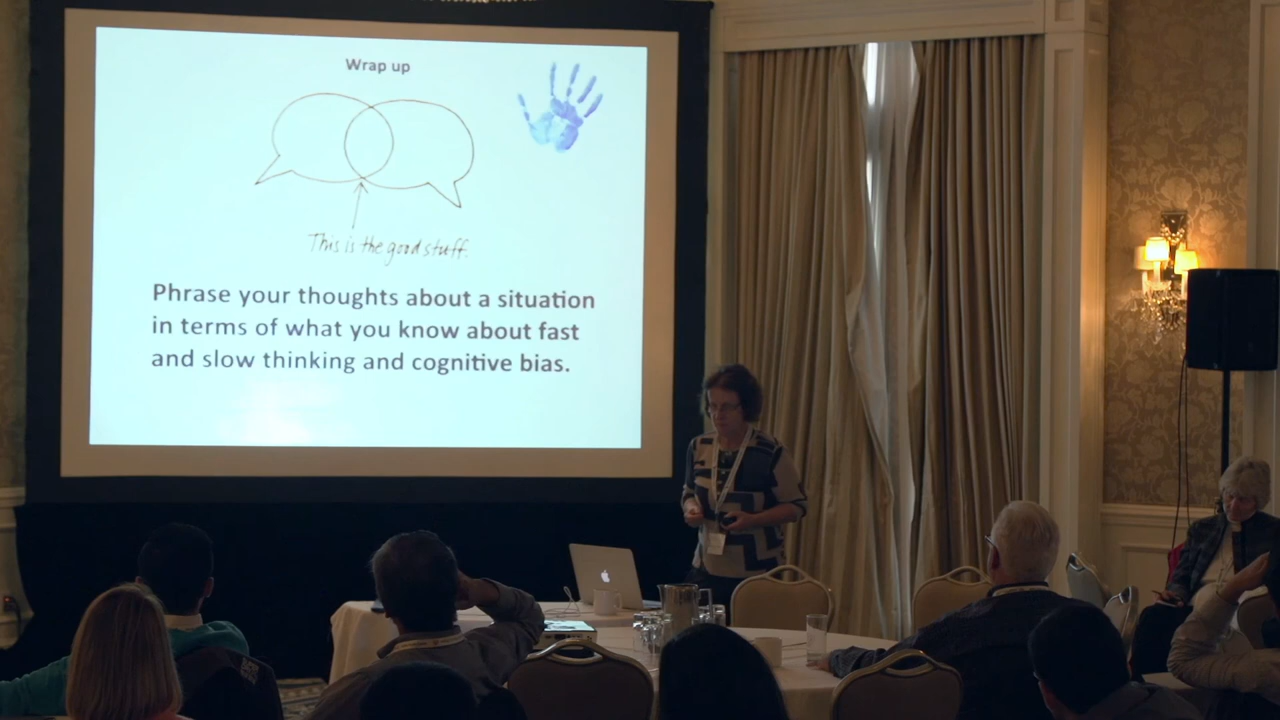 Wrap up
This is the good stuff.
Phrase your thoughts about a situation
in terms of what you know about fast
and slow thinking and cognitive bias.